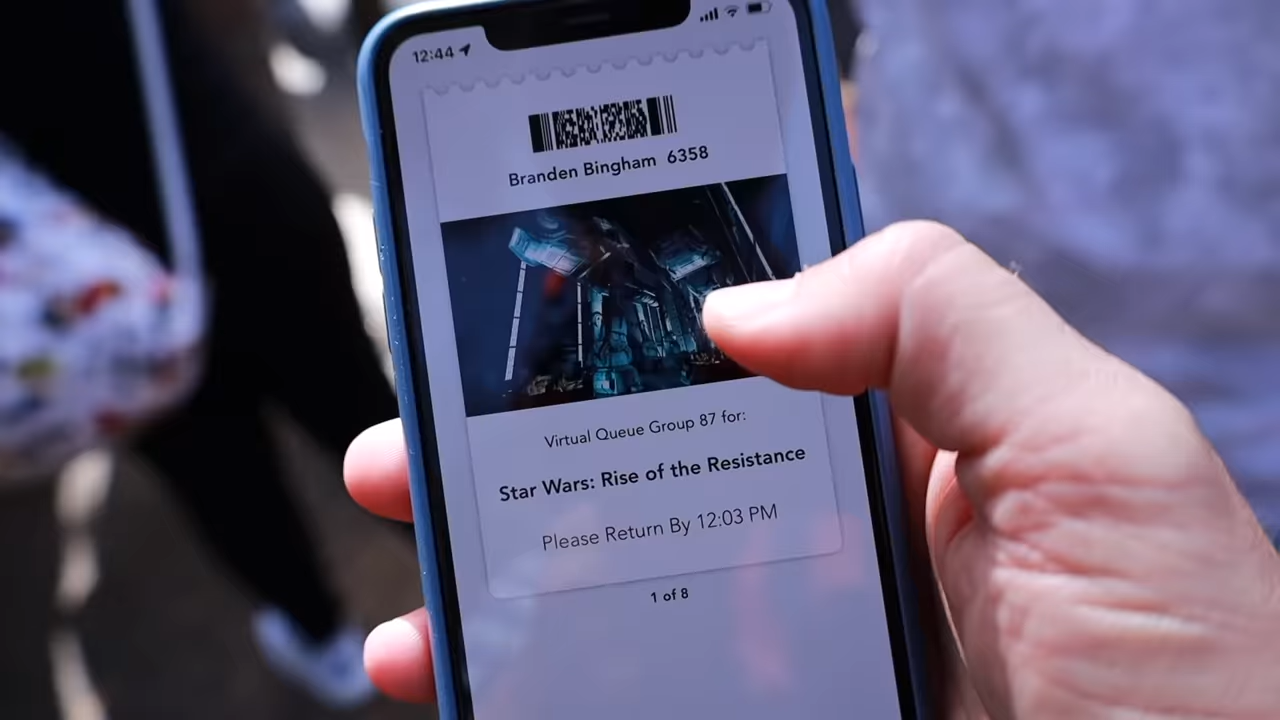 12:44
Branden Bingham 6358
Virtual Queue Group 87 for:
Star Wars: Rise of the Resistance
Please Return By 12:03 PM
1 of 8